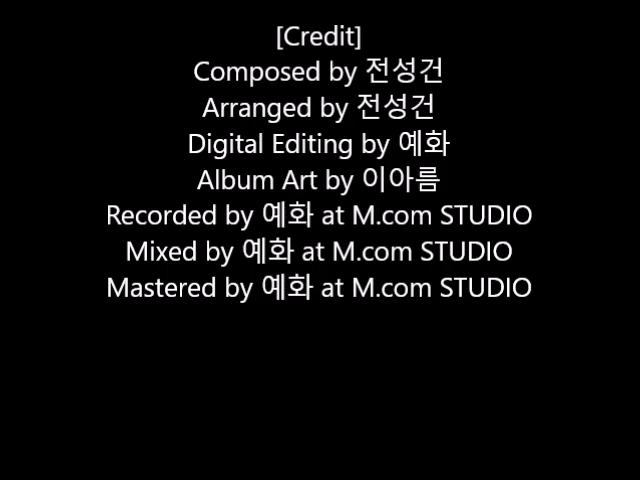 [Credit]
Composed by 전성건
Arranged by 전성건
Digital Editing by 예화
Album Art by 이아름
Recorded by 예화 at M.com STUDIO
Mixed by 예화 at M.com STUDIO
Mastered by 예화 at M.com STUDIO